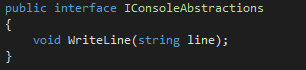 public interface IConsoleAbstractions
{
    void WriteLine(string line);
}